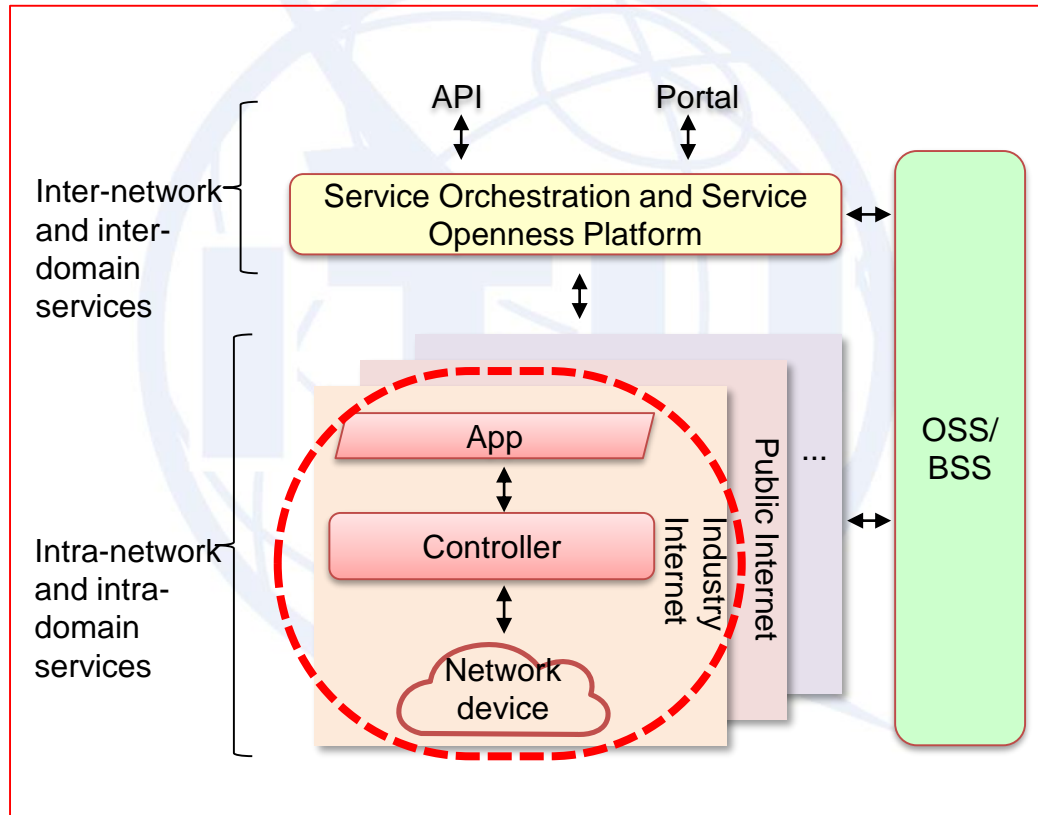 API
Portal
Inter-network
and inter-
domain
services
Service Orchestration and Service
Openness Platform
OSS/
BSS
Intra-network
and intra-
domain
services
App
Controller
Network
device
Industry
Internet
Public Internet
...
ITU